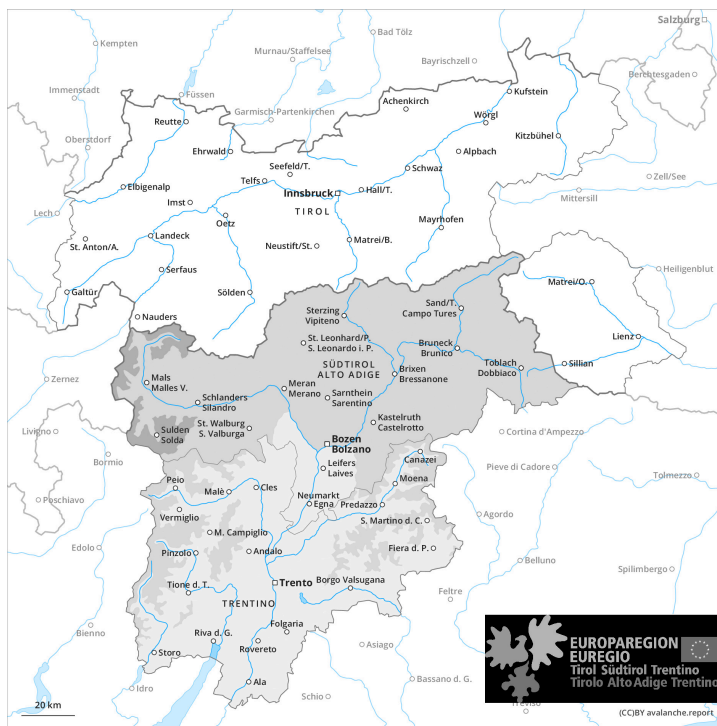 Salzburg
Kempten
Bad Tölz
Murnau/Staffelsee
Bayrischzell
Berchtesgaden
Immenstadt
Füssen
Achenkirch
Kufstein
Garmisch-Partenkirchen
Reutte
Wörgl
Oberstdorf
Kitzbühel
Ehrwald
Alpbach
Seefeld/T.
Schwaz
Zell/See
Telfs
Elbigenalp
Innsbruck
Hall/T.
Mittersill
Imst
TIROL
Lech
Oetz
Mayrhofen
Landeck
St. Anton/A.
Neustift/St.
Matrei/B.
Serfaus
Heiligenblut
Galtür
Sölden
Matrei/O.
Nauders
Sterzing
Vipiteno
Sand/T.
Campo Tures
Lienz
St. Leonhard/P.
S. Leonardo i. P.
Bruneck
Brunico
Toblach
Dobbiaco
Sillian
SÜDTIROL
ALTO ADIGE
Brixen
Bressanone
Zernez
Mals
Malles V.
Meran
Merano
Schlanders
Silandro
Sarnthein
Sarentino
St. Walburg
S. Valburga
Kastelruth
Castelrotto
Livigno
Sulden
Solda
Bozen
Bolzano
Cortina d'Ampezzo
Bormio
Canazei
Leifers
Laives
Pieve di Cadore
Tolmezzo
Peio
Moena
Malè
Cles
Neumarkt
Egna
Predazzo
Poschiavo
Vermiglio
Agordo
S. Martino d. C.
M. Campiglio
Edolo
Pinzolo
Andalo
Fiera d. P.
Belluno
Spilimbergo
Tione d. T.
Trento
Borgo Valsugana
Feltre
TRENTINO
Bienno
Riva d. G.
Folgaria
Rovereto
Asiago
Storo
Idro
Ala
Schio
Bassano d. G.
Treviso
EUROPAREGION
EUREGIO
Tirol Südtirol Trentino
Tirolo Alto Adige Trentino
20 km
(CC)BY avalanche.report